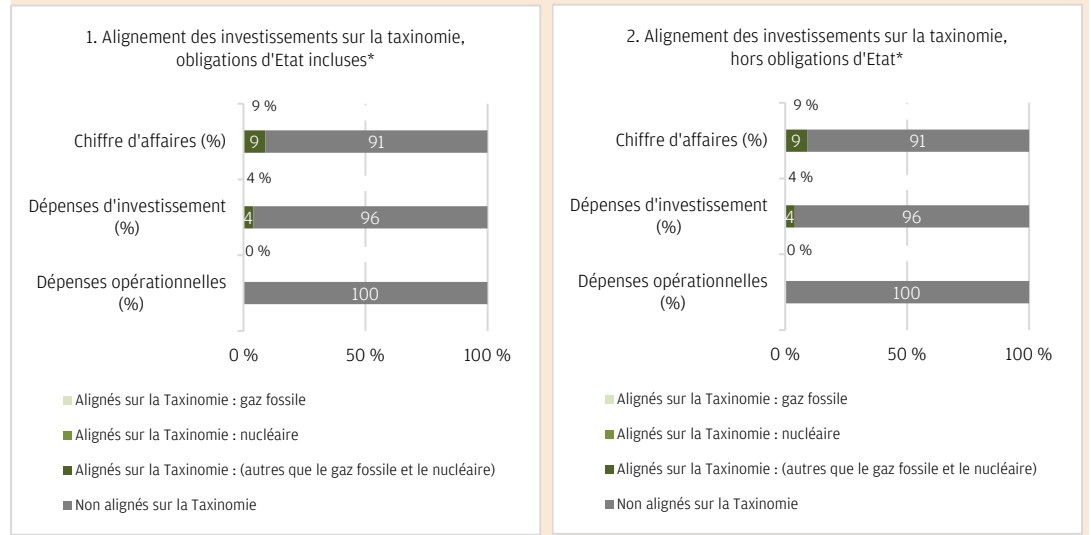 1. Alignement des investissements sur la taxinomie,
obligations d'Etat incluses*
9 %
Chiffre d'affaires (%)
9
91
4 %
Dépenses d'investissement
(%)
4
96
0 %
Dépenses opérationnelles
(%)
100
0 %
50 %
100 %
Alignés sur la Taxinomie : gaz fossile
Alignés sur la Taxinomie : nucléaire
Alignés sur la Taxinomie : (autres que le gaz fossile et le nucléaire)
Non alignés sur la Taxinomie
2. Alignement des investissements sur la taxinomie,
hors obligations d'Etat*
9 %
Chiffre d'affaires (%)
9
91
4 %
Dépenses d'investissement
(%)
4
96
0 %
Dépenses opérationnelles
(%)
100
0 %
50 %
100 %
Alignés sur la Taxinomie : gaz fossile
Alignés sur la Taxinomie : nucléaire
Alignés sur la Taxinomie : (autres que le gaz fossile et le nucléaire)
Non alignés sur la Taxinomie